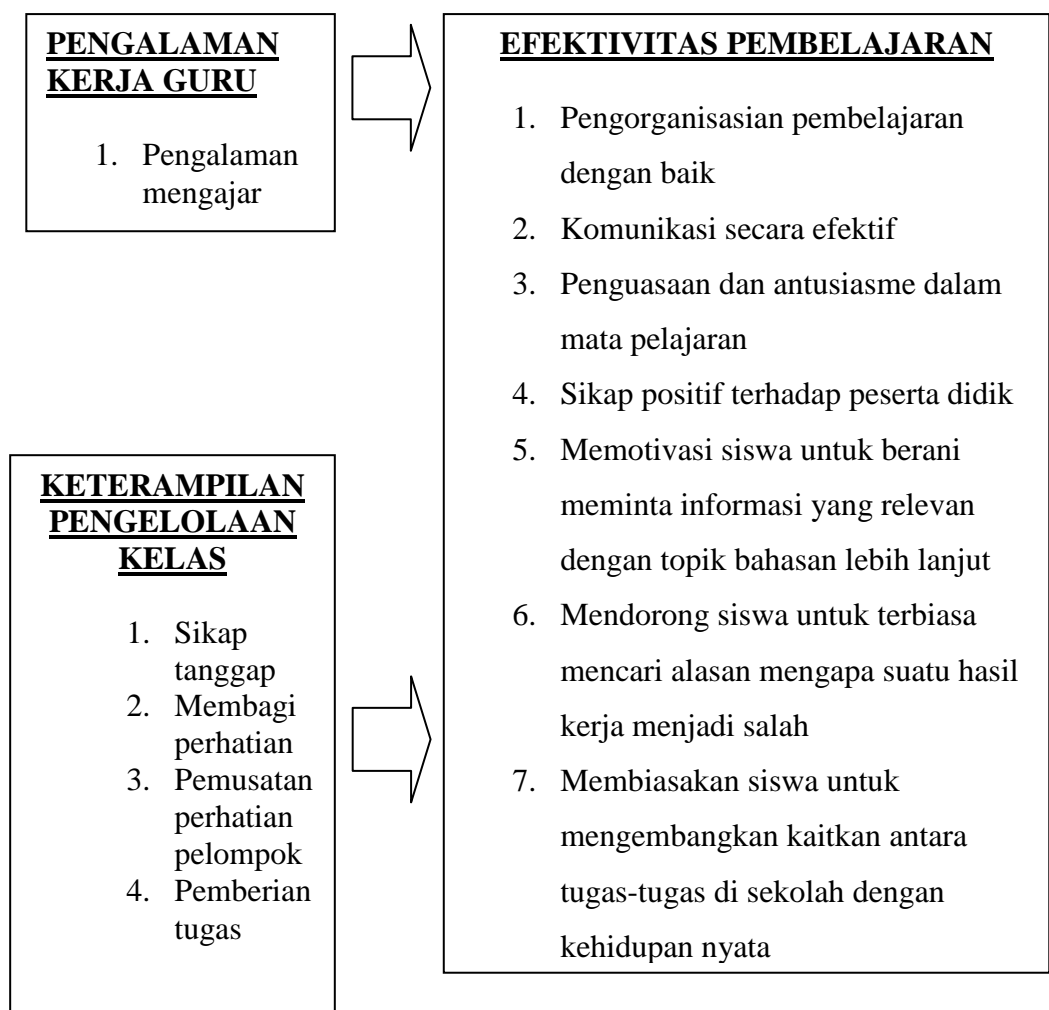 PENGALAMAN
KERJA GURU
1. Pengalaman
mengajar
KETERAMPILAN
PENGELOLAAN
KELAS
1. Sikap
tanggap
2. Membagi
perhatian
3. Pemusatan
perhatian
pelompok
4. Pemberian
tugas
EFEKTIVITAS PEMBELAJARAN
1. Pengorganisasian pembelajaran
dengan baik
2. Komunikasi secara efektif
3. Penguasaan dan antusiasme dalam
mata pelajaran
4. Sikap positif terhadap peserta didik
5. Memotivasi siswa untuk berani
meminta informasi yang relevan
dengan topik bahasan lebih lanjut
6. Mendorong siswa untuk terbiasa
mencari alasan mengapa suatu hasil
kerja menjadi salah
7. Membiasakan siswa untuk
mengembangkan kaitkan antara
tugas-tugas di sekolah dengan
kehidupan nyata